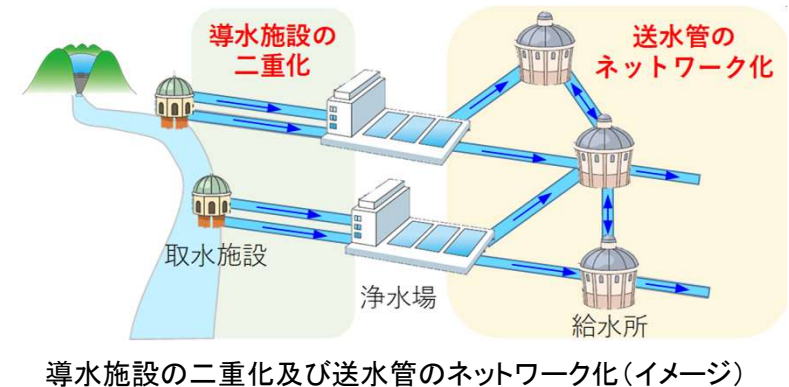 導水施設の
二重化
送水管の
ネットワーク化
取水施設
浄水場
給水所
導水施設の二重化及び送水管のネットワーク化(イメージ)